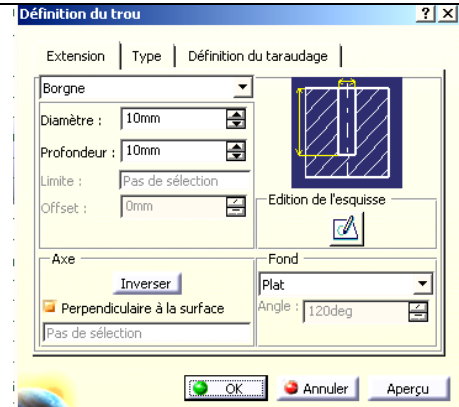 Définition du trou
Extension Type Définition du taraudage
Borgne
Diamètre : 10mm
Profondeur : 10mm
Limite : Pas de sélection
Offset : 0mm
Edition de l'esquisse
Axe
Inverser
Perpendiculaire à la surface
Pas de sélection
Fond
Plat
Angle : 120deg
OK Annuler Aperçu